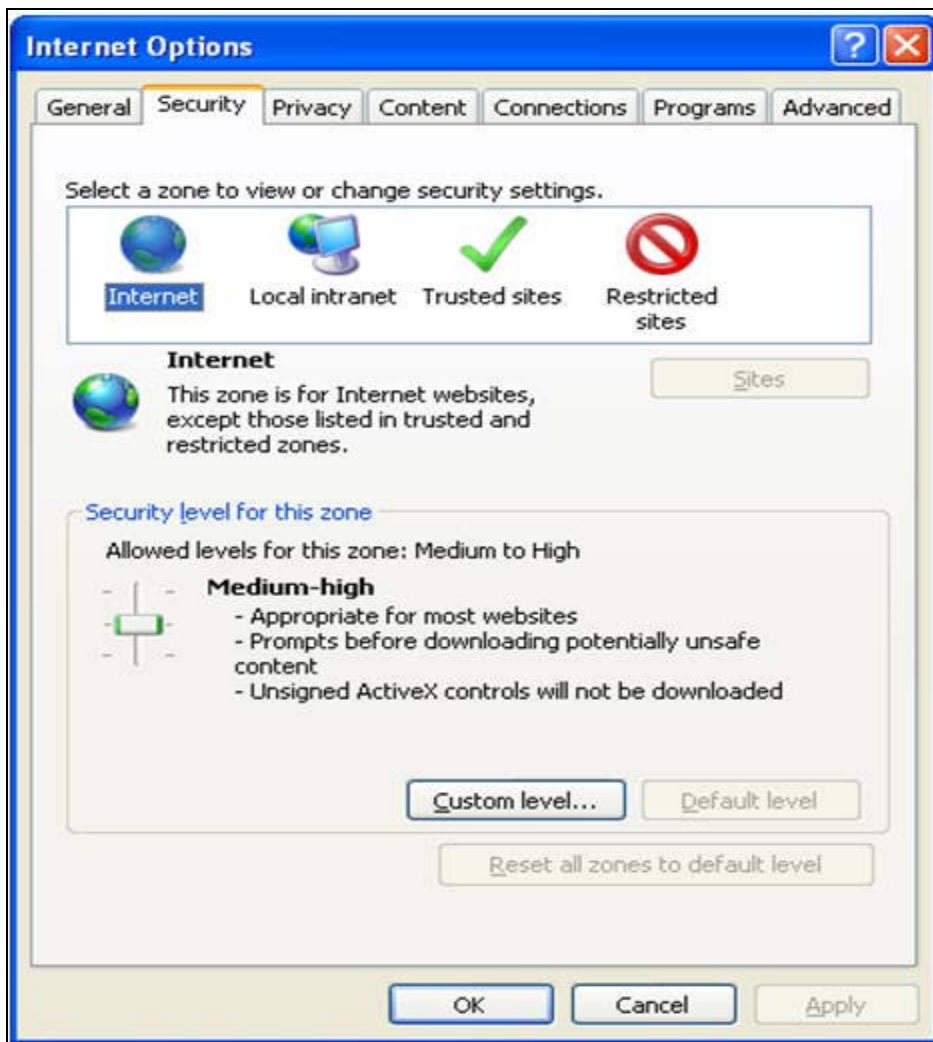 Internet Options
General Security Privacy Content Connections Programs Advanced
Select a zone to view or change security settings.
Internet Local intranet Trusted sites Restricted
sites
Internet
Sites
This zone is for Internet websites,
except those listed in trusted and
restricted zones.
Security level for this zone
Allowed levels for this zone: Medium to High
Medium-high
- Appropriate for most websites
- Prompts before downloading potentially unsafe
content
- Unsigned ActiveX controls will not be downloaded
Custom level... Default level
Reset all zones to default level
OK Cancel Apply